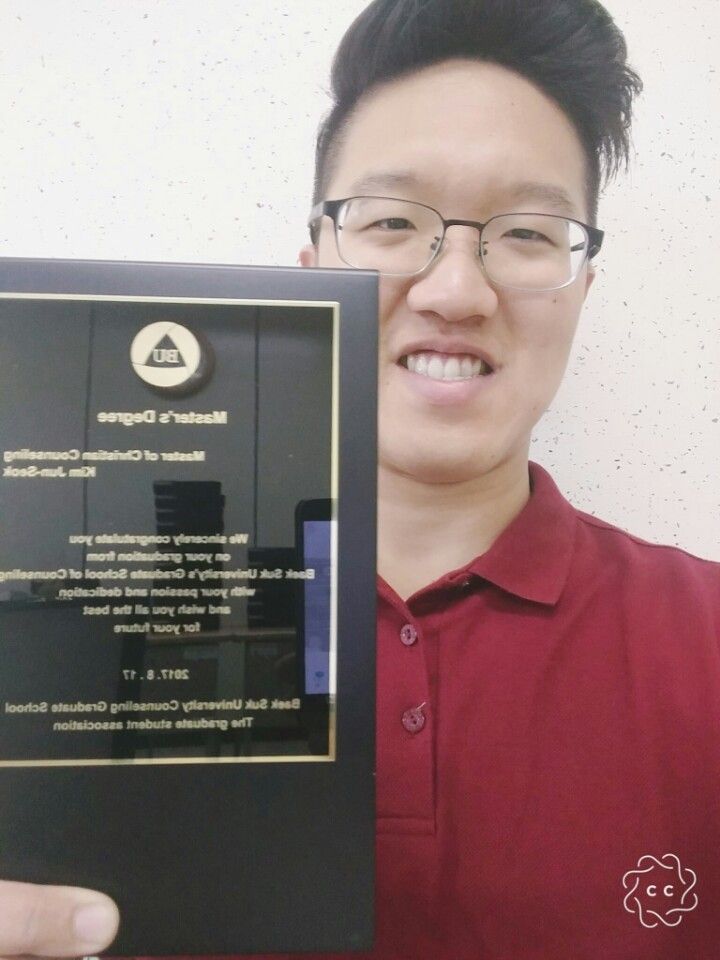 BU
Master's Degree
Master of Christian Counseling
Kim Jun-Seok
We sincerely congratulate you
on your graduation from
Baek Suk University's Graduate School of Counseling
with your passion and dedication
and wish you all the best
for your future
2017 . 8 . 17
Baek Suk University Counseling Graduate School
The graduate student association
C C